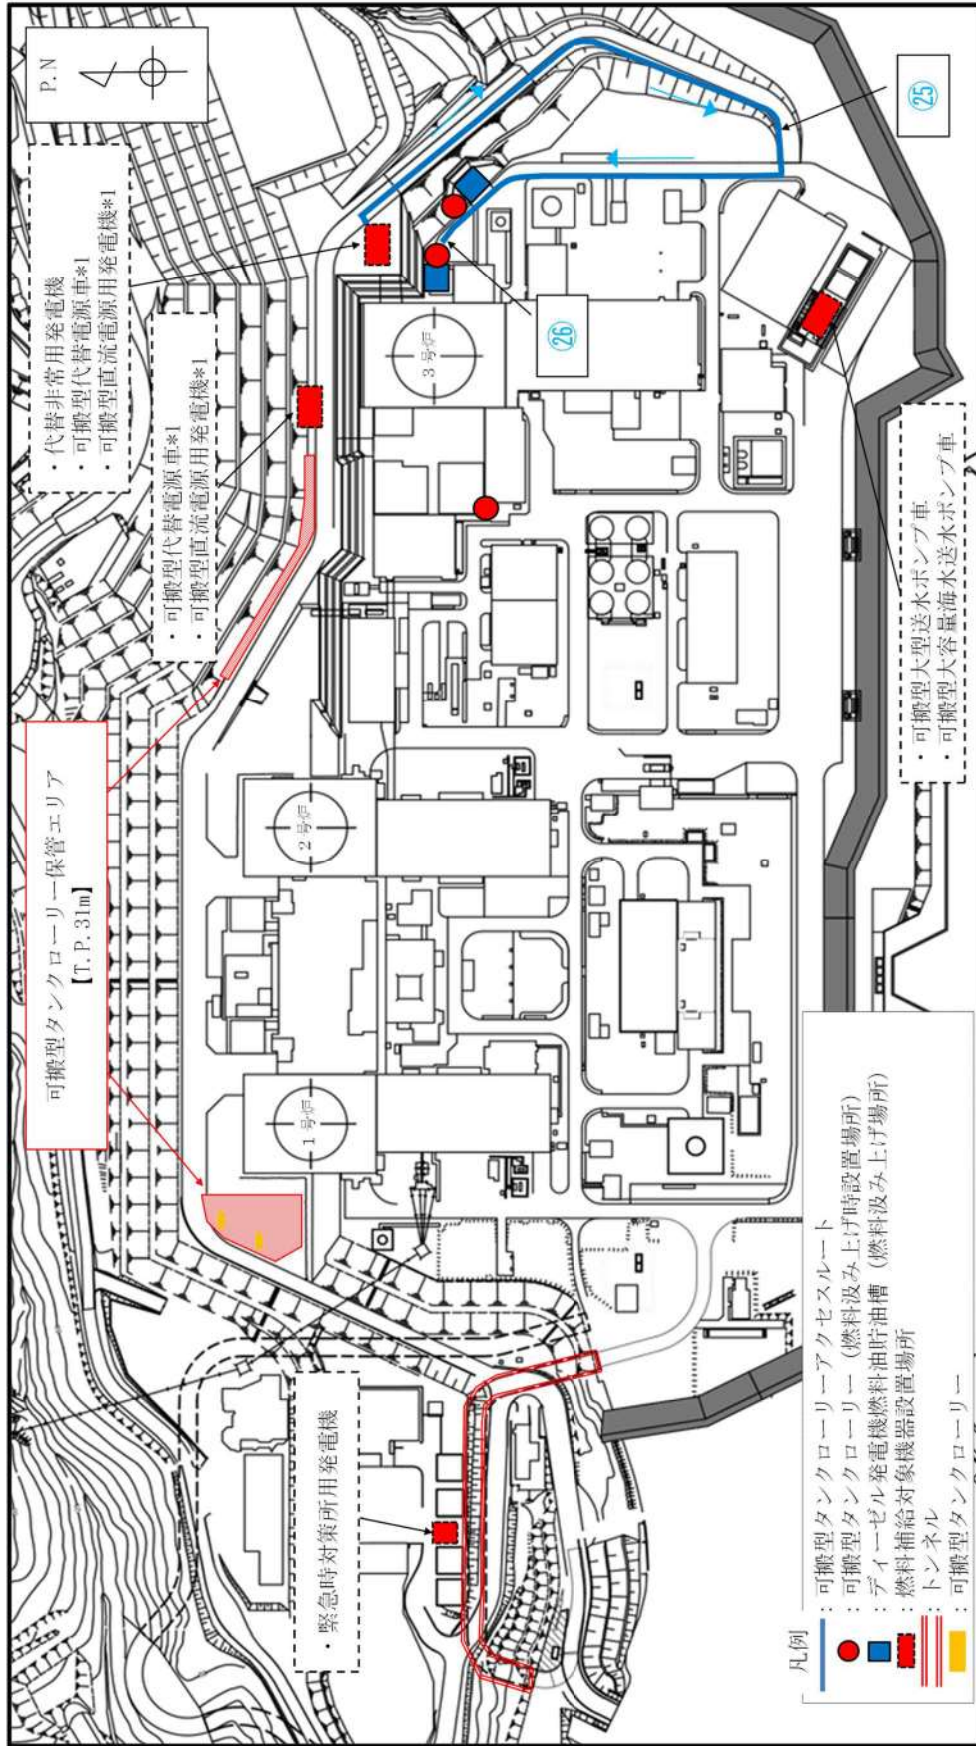 P.N
・代替非常用発電機
・可搬型代替電源車*1
・可搬型直流電源用発電機*1
・可搬型代替電源車*1
・可搬型直流電源用発電機*1
可搬型タンクローリー保管エリア
【T.P.31m】
・緊急時対策所用発電機
1号炉
2号炉
3号炉
㉕
㉖
・可搬型大型送水ポンプ車
・可搬型大容量海水送水ポンプ車
凡例
：可搬型タンクローリーアクセスルート
：可搬型タンクローリー（燃料汲み上げ時設置場所）
：ディーゼル発電機燃料油貯油槽（燃料汲み上げ場所）
：燃料補給対象機器設置場所
：トンネル
：可搬型タンクローリー